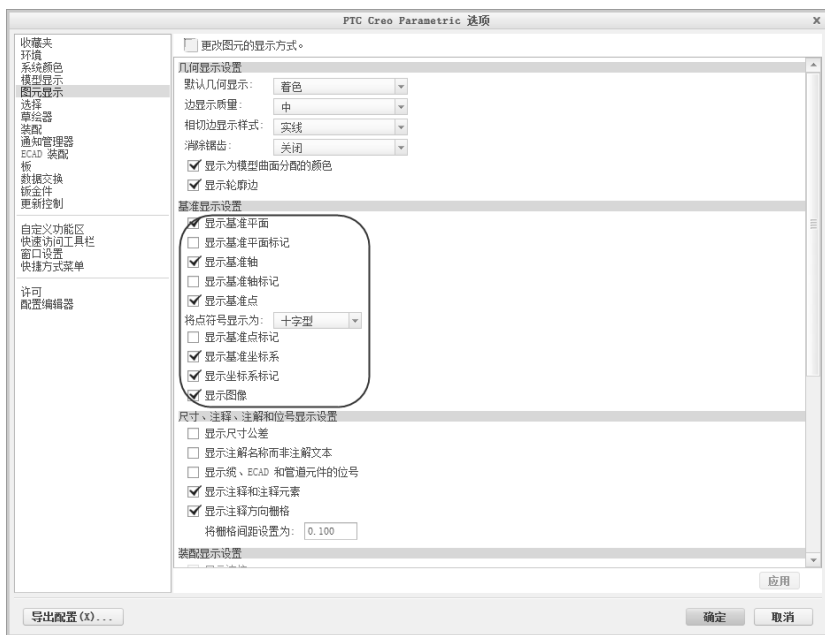 PTC Creo Parametric 选项
x
收藏夹
环境
系统颜色
模型显示
图元显示
选择
草绘器
装配
通知管理器
ECAD 装配
板
数据交换
钣金件
更新控制
自定义功能区
快速访问工具栏
窗口设置
快捷方式菜单
许可
配置编辑器
更改图元的显示方式。
几何显示设置
默认几何显示: 着色
边显示质量: 中
相切边显示样式: 实线
消除锯齿: 关闭
显示为模型曲面分配的颜色
显示轮廓边
基准显示设置
显示基准平面
显示基准平面标记
显示基准轴
显示基准轴标记
显示基准点
将点符号显示为: 十字型
显示基准点标记
显示基准坐标系
显示坐标系标记
显示图像
尺寸、注释、注解和位号显示设置
显示尺寸公差
显示注解名称而非注解文本
显示缆、ECAD 和管道元件的位号
显示注释和注释元素
显示注释方向栅格
将栅格间距设置为: 0.100
装配显示设置
应用
导出配置(X)... 确定 取消